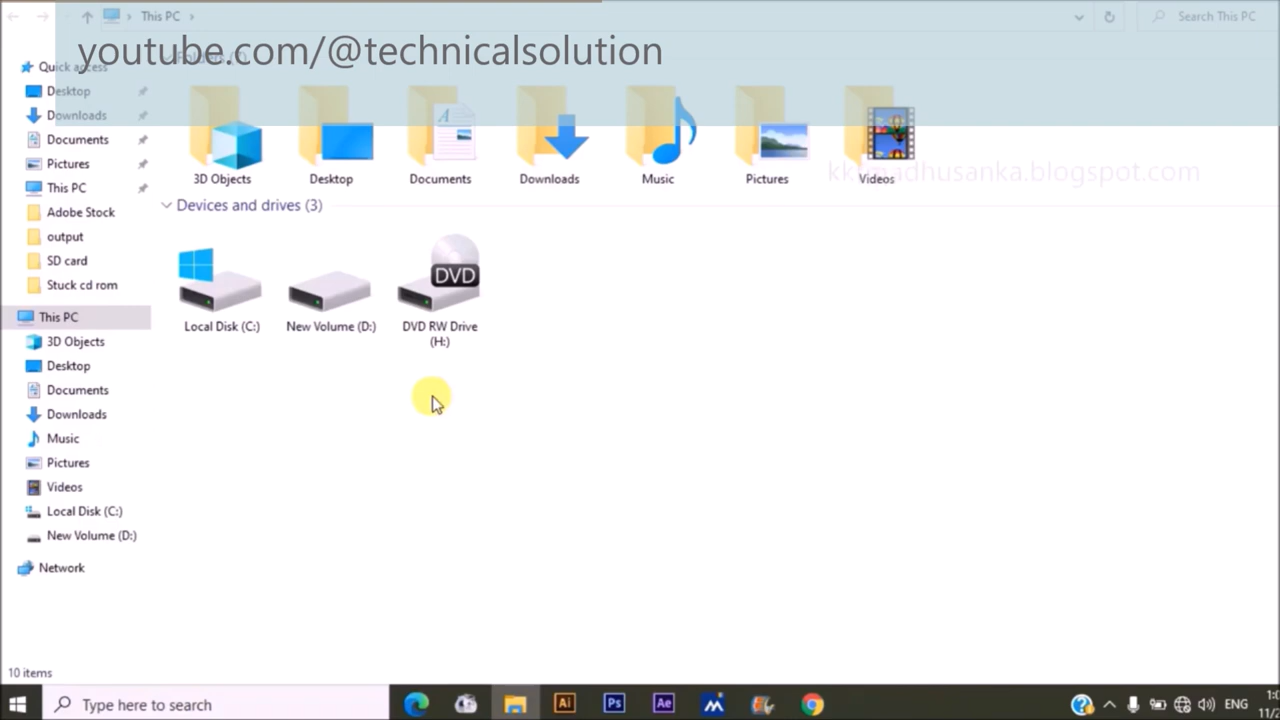 This PC
Search This PC
youtube.com/@technicalsolution
Folders (7)
Quick access
Desktop
Downloads
Documents
Pictures
This PC
Adobe Stock
output
SD card
Stuck cd rom
This PC
3D Objects
Desktop
Documents
Downloads
Music
Pictures
Videos
Local Disk (C:)
New Volume (D:)
Network
3D Objects
Desktop
Documents
Downloads
Music
Pictures
Videos
Devices and drives (3)
DVD
Local Disk (C:)
New Volume (D:)
DVD RW Drive
(H:)
10 items
Type here to search
Ai
Ps
Ae
ENG